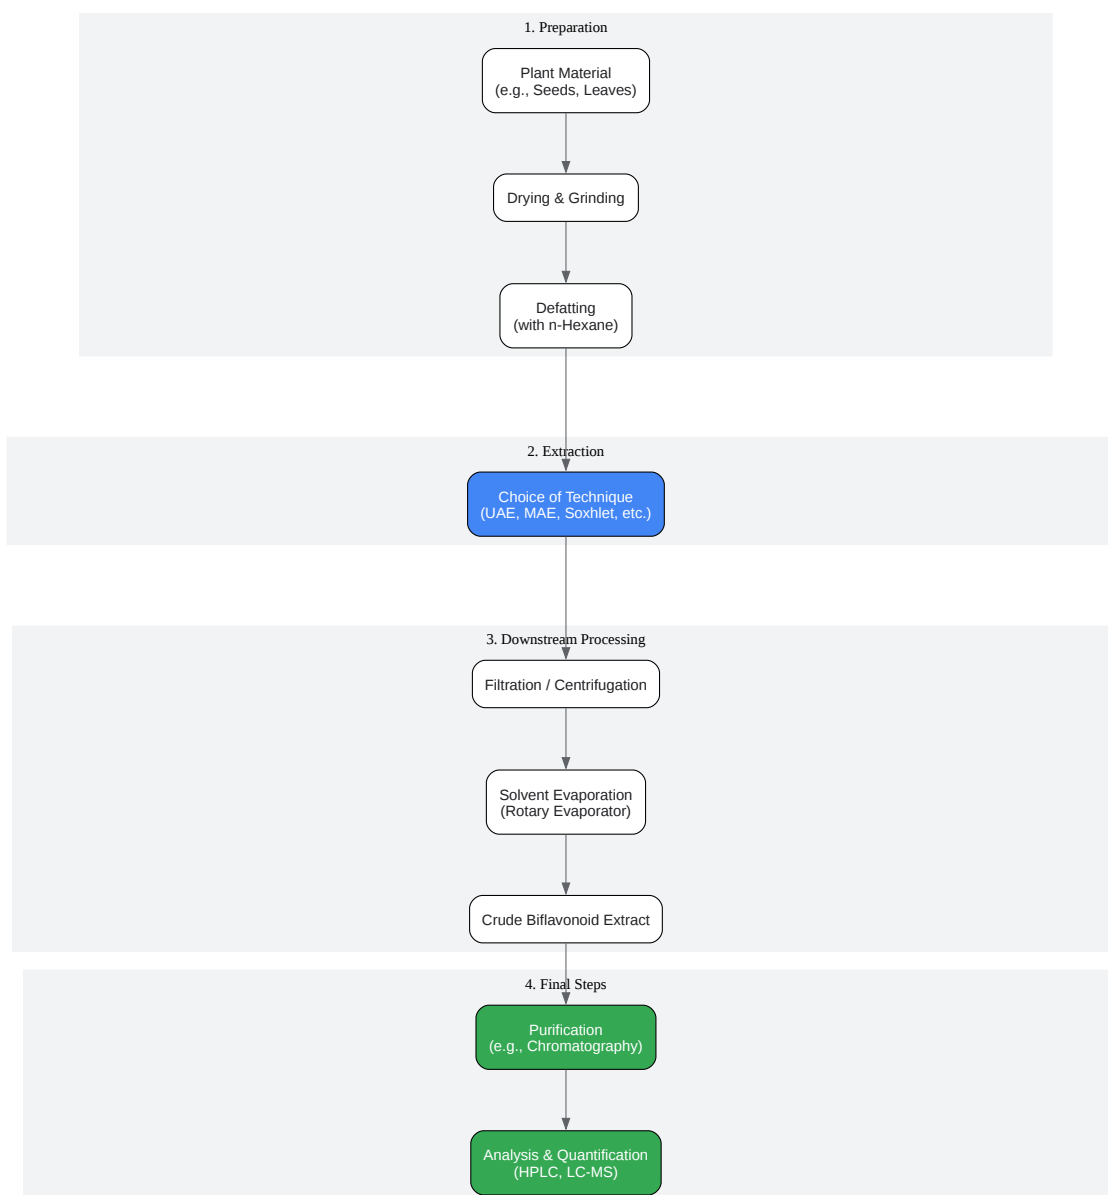 1. Preparation
Plant Material
(e.g., Seeds, Leaves)
Drying & Grinding
Defatting
(with n-Hexane)
2. Extraction
Choice of Technique
(UAE, MAE, Soxhlet, etc.)
3. Downstream Processing
Filtration / Centrifugation
Solvent Evaporation
(Rotary Evaporator)
Crude Biflavonoid Extract
4. Final Steps
Purification
(e.g., Chromatography)
Analysis & Quantification
(HPLC, LC-MS)